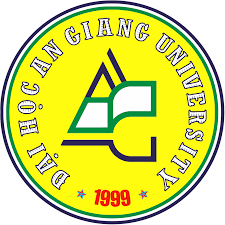 ĐẠI HỌC AN GIANG UNIVERSITY
1999